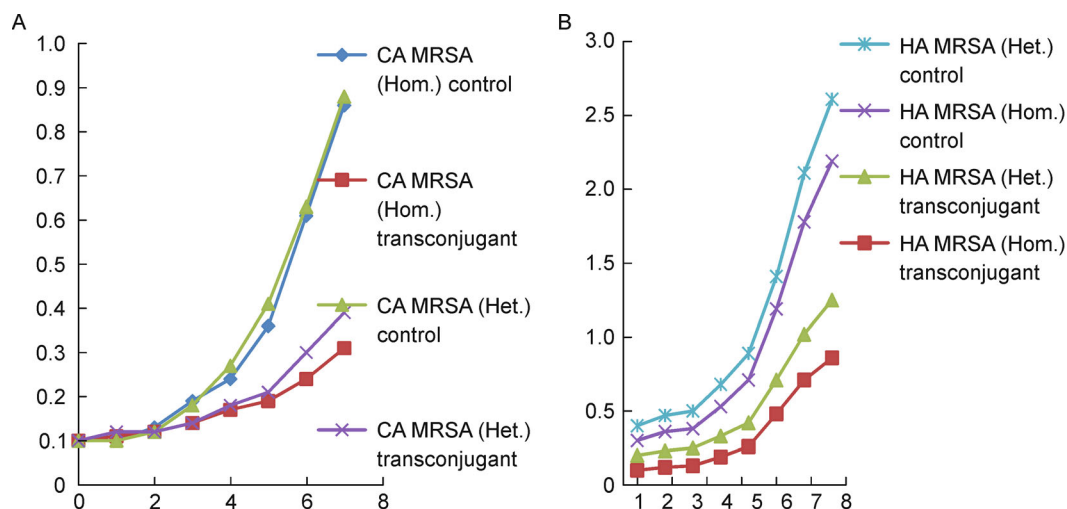 A
1.0
0.9
0.8
0.7
0.6
0.5
0.4
0.3
0.2
0.1
0
0
2
4
6
8
CA MRSA
(Hom.) control
CA MRSA
(Hom.)
transconjugant
CA MRSA (Het.)
control
CA MRSA (Het.)
transconjugant
B
3.0
2.5
2.0
1.5
1.0
0.5
0
1
2
3
4
5
6
7
8
HA MRSA (Het.)
control
HA MRSA (Hom.)
control
HA MRSA (Het.)
transconjugant
HA MRSA (Hom.)
transconjugant